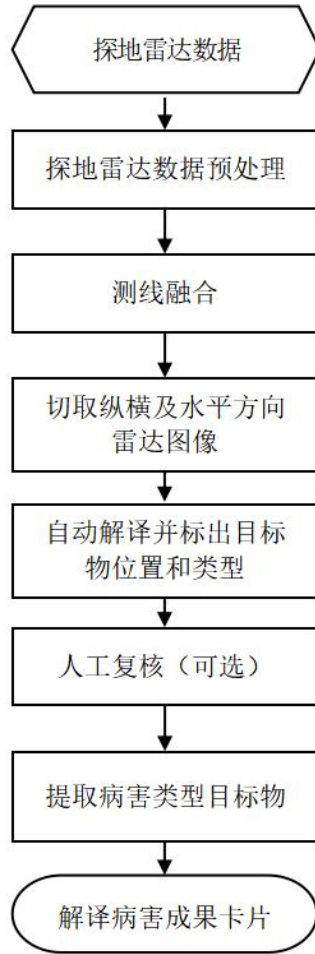 探地雷达数据
探地雷达数据预处理
测线融合
切取纵横及水平方向
雷达图像
自动解译并标出目标
物位置和类型
人工复核（可选）
提取病害类型目标物
解译病害成果卡片